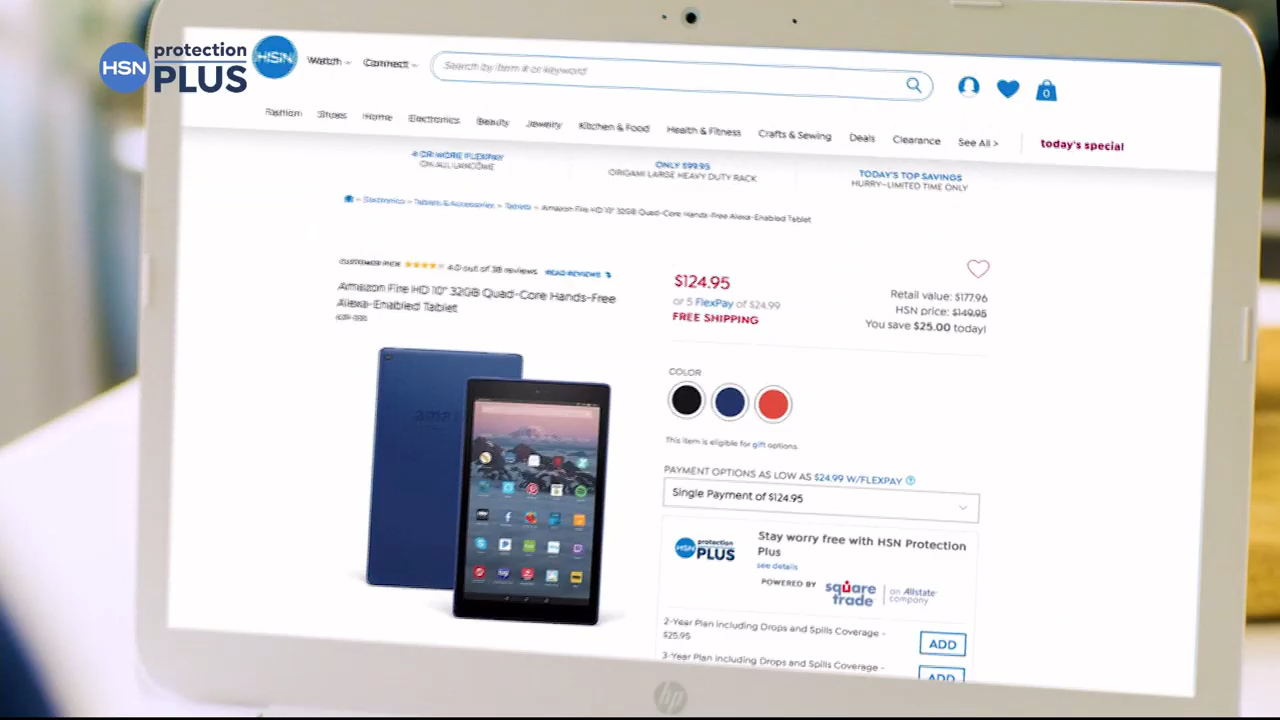 HSN protection PLUS
HSN Watch Connect Search by item # or keyword
0
Fashion Shoes Home Electronics Beauty Jewelry Kitchen & Food Health & Fitness Crafts & Sewing Deals Clearance See All > today's special
4 OR MORE FLEXPAY
ON ALL LANCÔME
ONLY $99.95
ORIGAMI LARGE HEAVY DUTY RACK
TODAY'S TOP SAVINGS
HURRY–LIMITED TIME ONLY
Electronics » Tablets & Accessories » Tablets » Amazon Fire HD 10" 32GB Quad-Core Hands-Free Alexa-Enabled Tablet
CUSTOMER PICK 4.0 out of 38 reviews READ REVIEWS
Amazon Fire HD 10" 32GB Quad-Core Hands-Free
Alexa-Enabled Tablet
$124.95
or 5 FlexPay of $24.99
FREE SHIPPING
Retail value: $177.96
HSN price: $149.95
You save $25.00 today!
COLOR
This item is eligible for gift options.
PAYMENT OPTIONS AS LOW AS $24.99 W/FLEXPAY ?
Single Payment of $124.95
HSN protection PLUS
Stay worry free with HSN Protection
Plus
see details
POWERED BY square trade an Allstate company
2-Year Plan including Drops and Spills Coverage -
$25.95
ADD
3-Year Plan including Drops and Spills Coverage -
ADD
hp